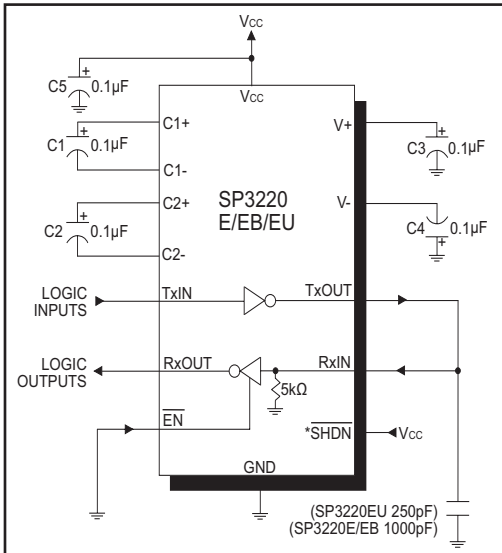 VCC
C5
+
0.1µF
VCC
C1
+
0.1µF
C1+
C1-
C2
+
0.1µF
C2+
C2-
SP3220
E/EB/EU
V+
C3
+
0.1µF
V-
C4
+
0.1µF
LOGIC
INPUTS
TxIN
TxOUT
LOGIC
OUTPUTS
RxOUT
RxIN
5kΩ
EN
*SHDN
VCC
GND
(SP3220EU 250pF)
(SP3220E/EB 1000pF)